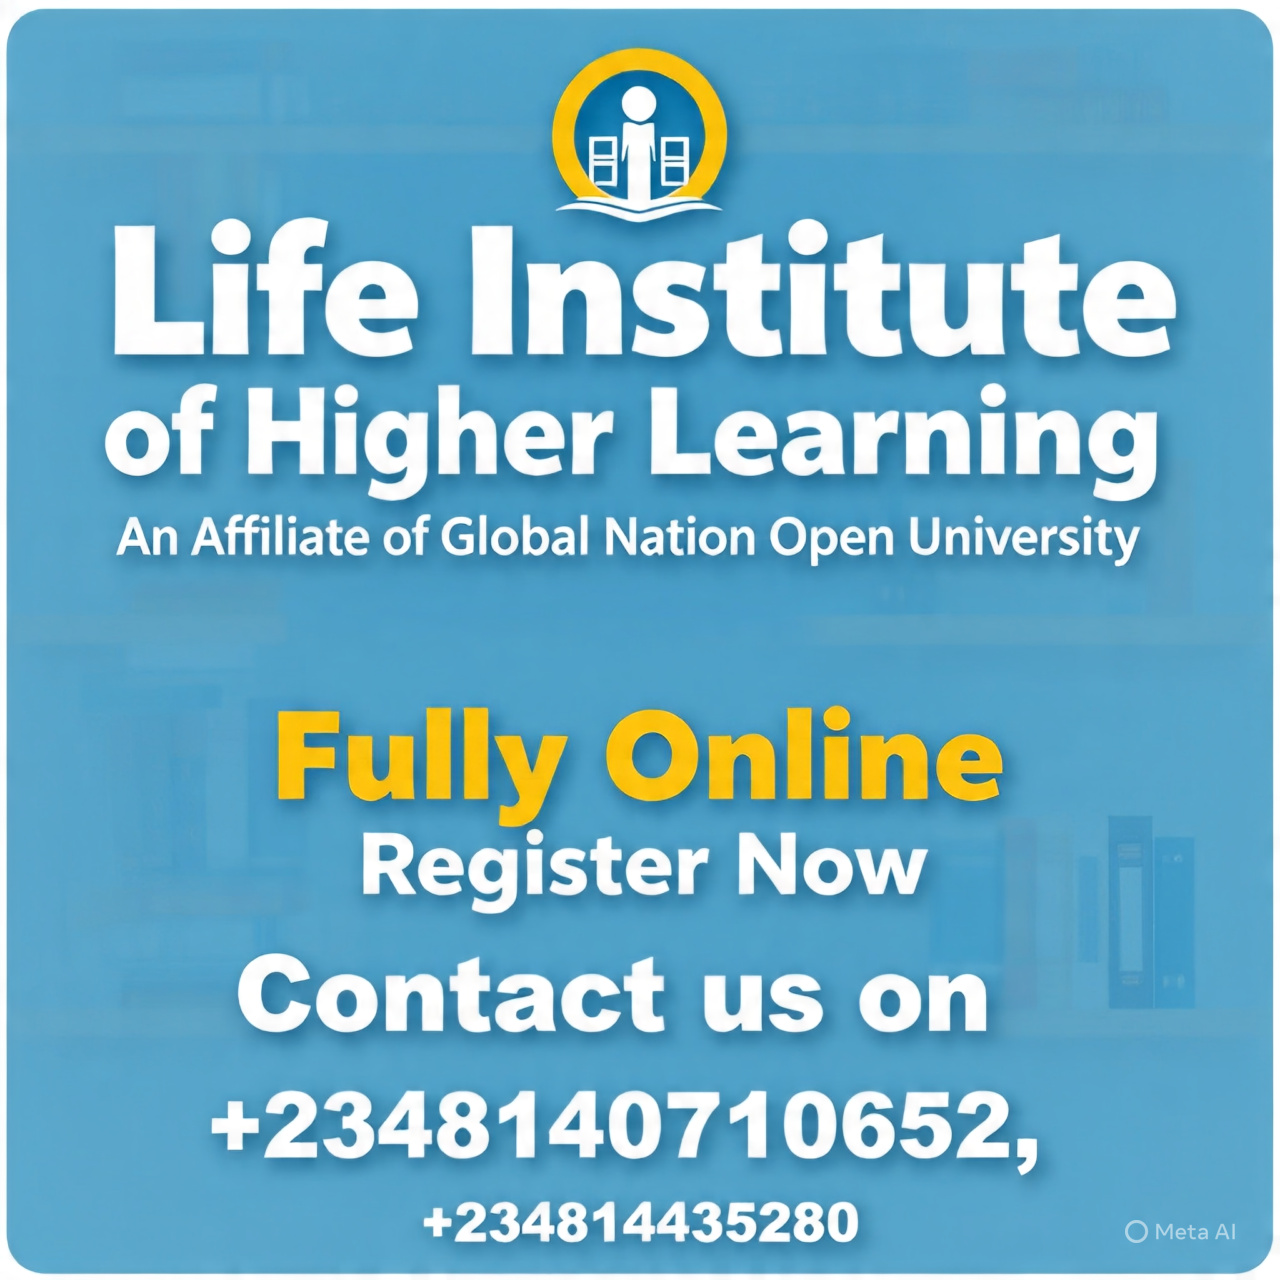 Life Institute
of Higher Learning
An Affiliate of Global Nation Open University
Fully Online
Register Now
Contact us on
+2348140710652,
+234814435280
Meta AI